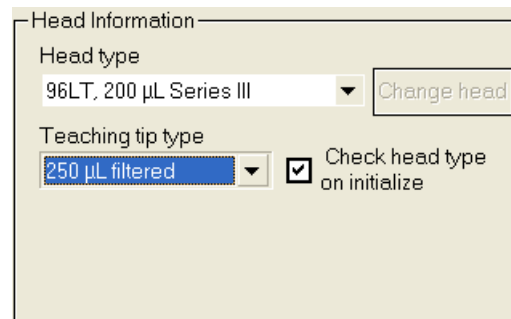 Head Information
Head type
96LT, 200 µL Series III
Change head
Teaching tip type
250 µL filtered
Check head type
on initialize